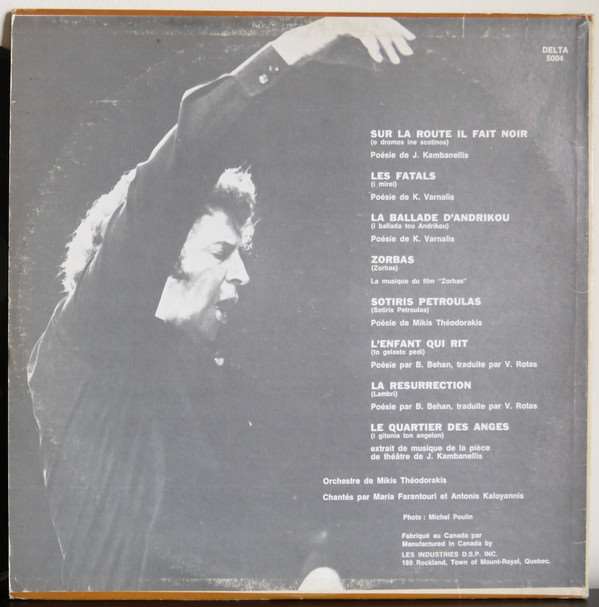 DELTA
5004
SUR LA ROUTE IL FAIT NOIR
(o dromos ine scotinos)
Poésie de J. Kambanellis
LES FATALS
(i mirei)
Poésie de K. Varnalis
LA BALLADE D'ANDRIKOU
(i ballada tou Andrikou)
Poésie de K. Varnalis
ZORBAS
(Zorbas)
La musique du film "Zorbas"
SOTIRIS PETROULAS
(Sotiris Petroulas)
Poésie de Mikis Théodorakis
L'ENFANT QUI RIT
(to gelasto pedi)
Poésie par B. Behan, traduite par V. Rotas
LA RESURRECTION
(Lambri)
Poésie par B. Behan, traduite par V. Rotas
LE QUARTIER DES ANGES
(i gitonia ton angelon)
extrait de musique de la pièce
de théâtre de J. Kambanellis
Orchestre de Mikis Théodorakis
Chantés par Maria Farantouri et Antonis Kaloyannis
Photo : Michel Poulin
Fabriqué au Canada par
Manufactured in Canada by
LES INDUSTRIES D.S.P. INC.
189 Rockland, Town of Mount-Royal, Quebec.